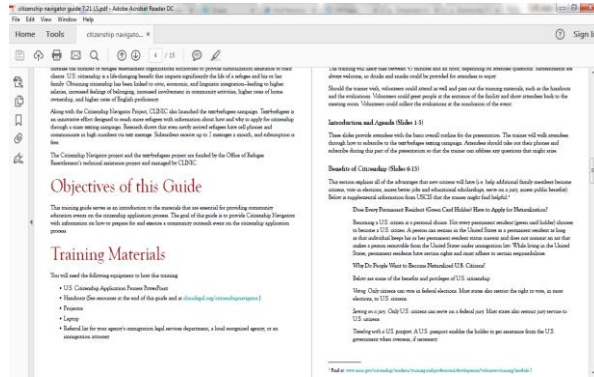 citizenship navigator guide 7.21 LS.pdf - Adobe Acrobat Reader DC
File Edit View Window Help
Home Tools citizenship navigato... × Sign I
4 / 15
clients. U.S. citizenship is a life-changing benefit that impacts significantly the life of a refugee and his or her
family. Obtaining citizenship has been linked to civic, economic, and linguistic integration—leading to higher
salaries, increased feelings of belonging, increased involvement in community activities, higher rates of home
ownership, and higher rates of English proficiency.
Along with the Citizenship Navigator Project, CLINIC also launched the text4refugees campaign. Text4refugees is
an innovative effort designed to reach more refugees with information about how and why to apply for citizenship
through a mass texting campaign. Research shows that even newly arrived refugees have cell phones and
communicate in high numbers via text message. Subscribers receive up to 2 messages a month, and subscription is
free.
The Citizenship Navigator project and the text4refugees project are funded by the Office of Refugee
Resettlement's technical assistance project and managed by CLINIC.
Objectives of this Guide
This training guide serves as an introduction to the materials that are essential for providing community
education events on the citizenship application process. The goal of this guide is to provide Citizenship Navigators
with information on how to prepare for and execute a community outreach event on the citizenship application
process.
Training Materials
You will need the following equipment to host this training:
• U.S. Citizenship Application Process PowerPoint
• Handouts (See resources at the end of this guide and at cliniclegal.org/citizenshipnavigator.)
• Projector
• Laptop
• Referral list for your agency's immigration legal services department, a local recognized agency, or an
immigration attorney
always welcome, so drinks and snacks could be provided for attendees to enjoy.
Should the trainer wish, volunteers could attend as well and pass out the training materials, such as the handouts
and the evaluations. Volunteers could greet people at the entrance of the facility and show attendees back to the
meeting room. Volunteers could collect the evaluations at the conclusion of the event.
Introduction and Agenda (Slides 1-5)
These slides provide attendees with the basic overall outline for the presentation. The trainer will walk attendees
through how to subscribe to the text4refugees texting campaign. Attendees should take out their phones and
subscribe during this part of the presentation so that the trainer can address any questions that might arise.
Benefits of Citizenship (Slides 6-13)
This section explains all of the advantages that new citizens will have (i.e. help additional family members become
citizens, vote in elections, access better jobs and educational scholarships, serve on a jury, access public benefits).
Below is supplemental information from USCIS that the trainer might find helpful:
Does Every Permanent Resident (Green Card Holder) Have to Apply for Naturalization?
Becoming a U.S. citizen is a personal choice. Not every permanent resident (green card holder) chooses
to become a U.S. citizen. A person can remain in the United States as a permanent resident as long
as that individual keeps his or her permanent resident status current and does not commit an act that
makes a person removable from the United States under immigration law. While living in the United
States, permanent residents have certain rights and must adhere to certain responsibilities.
Why Do People Want to Become Naturalized U.S. Citizens?
Below are some of the benefits and privileges of U.S. citizenship:
Voting. Only citizens can vote in federal elections. Most states also restrict the right to vote, in most
elections, to U.S. citizens.
Serving on a jury. Only U.S. citizens can serve on a federal jury. Most states also restrict jury service to
U.S. citizens.
Traveling with a U.S. passport. A U.S. passport enables the holder to get assistance from the U.S.
government when overseas, if necessary.